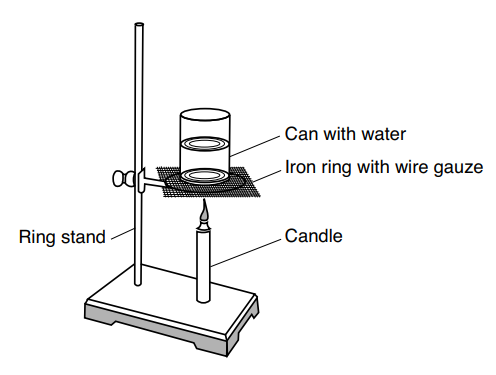 Can with water
Iron ring with wire gauze
Ring stand
Candle